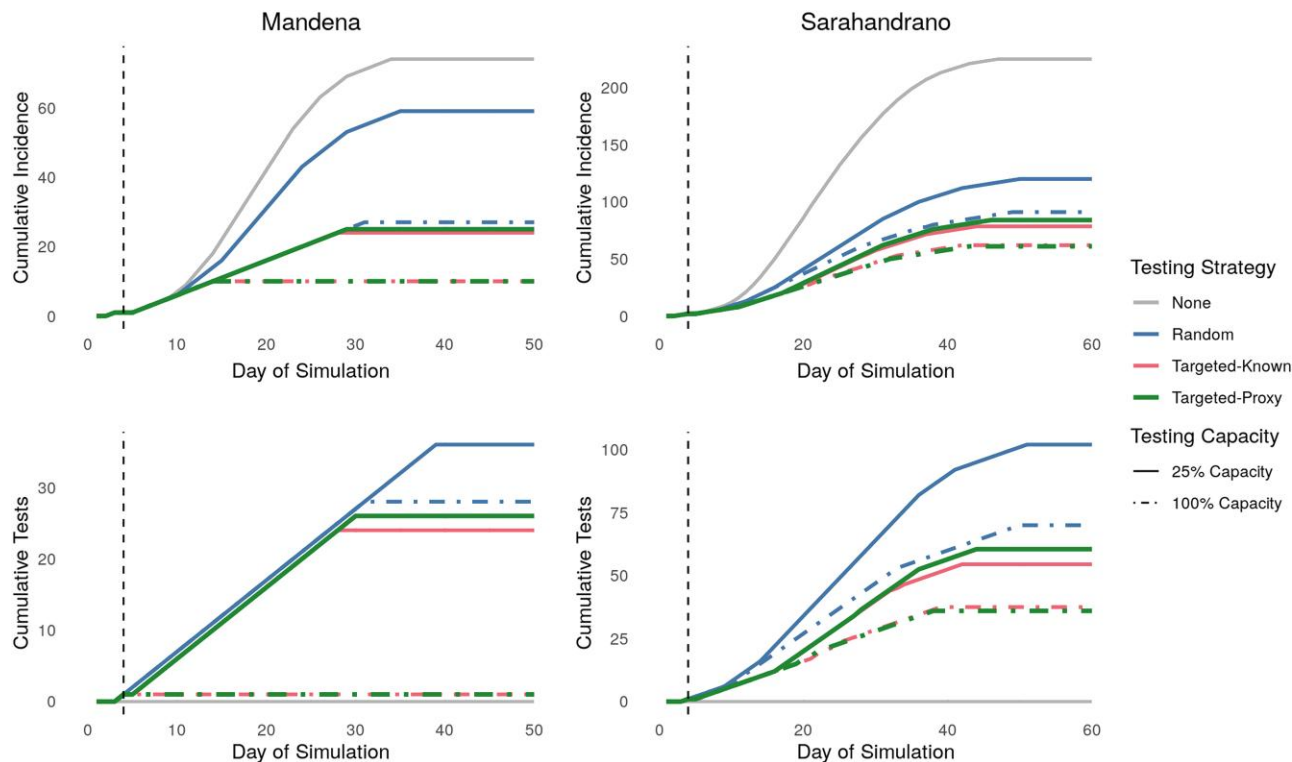 Mandena
Sarahandrano
Cumulative Incidence
60
40
20
0
0 10 20 30 40 50
Day of Simulation
Cumulative Incidence
200
150
100
50
0
0 20 40 60
Day of Simulation
Cumulative Tests
30
20
10
0
0 10 20 30 40 50
Day of Simulation
Cumulative Tests
100
75
50
25
0
0 20 40 60
Day of Simulation
Testing Strategy
None
Random
Targeted-Known
Targeted-Proxy
Testing Capacity
25% Capacity
100% Capacity